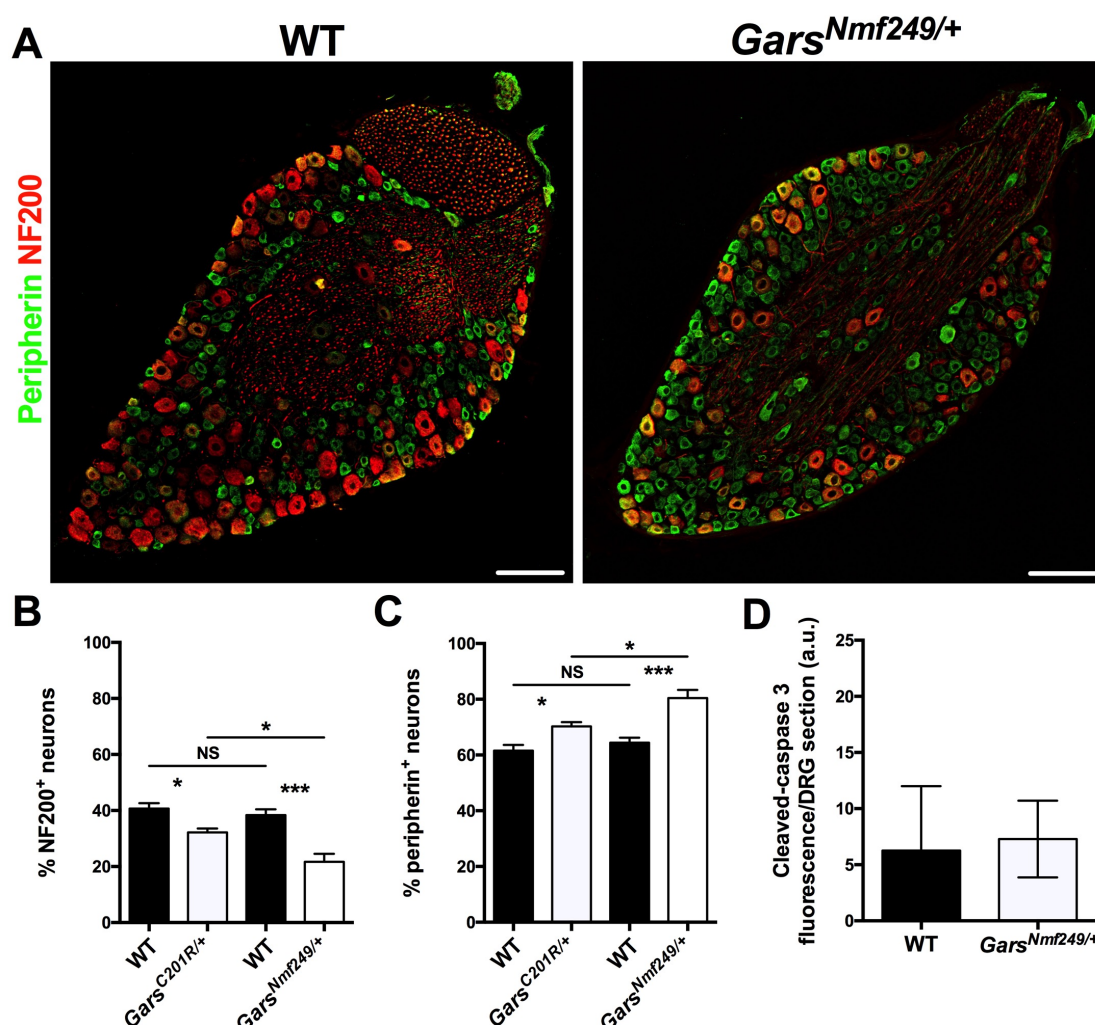 A
WT
Gars^Nmf249/+
Peripherin NF200
B
% NF200+ neurons
100
80
60
40
20
0
*
NS
*
***
WT
Gars^C201R/+
WT
Gars^Nmf249/+
C
% peripherin+ neurons
100
80
60
40
20
0
*
NS
***
*
WT
Gars^C201R/+
WT
Gars^Nmf249/+
D
Cleaved-caspase 3
fluorescence/DRG section (a.u.)
25
20
15
10
5
0
WT
Gars^Nmf249/+